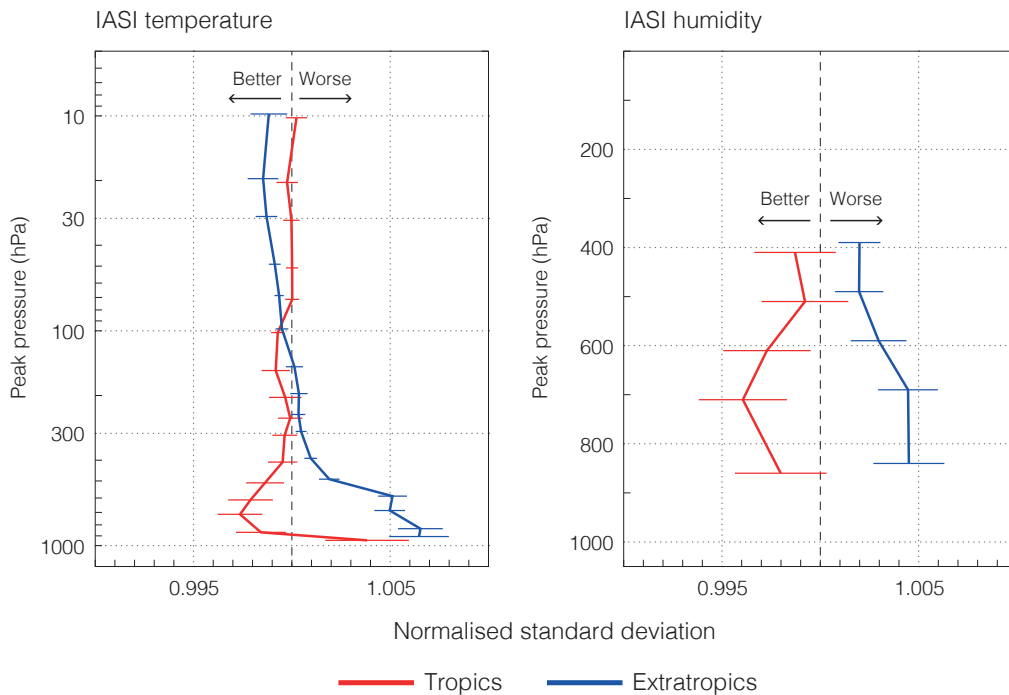 IASI temperature
IASI humidity
Better
Worse
10
30
100
300
1000
Peak pressure (hPa)
0.995
1.005
Better
Worse
200
400
600
800
1000
Peak pressure (hPa)
0.995
1.005
Normalised standard deviation
Tropics
Extratropics